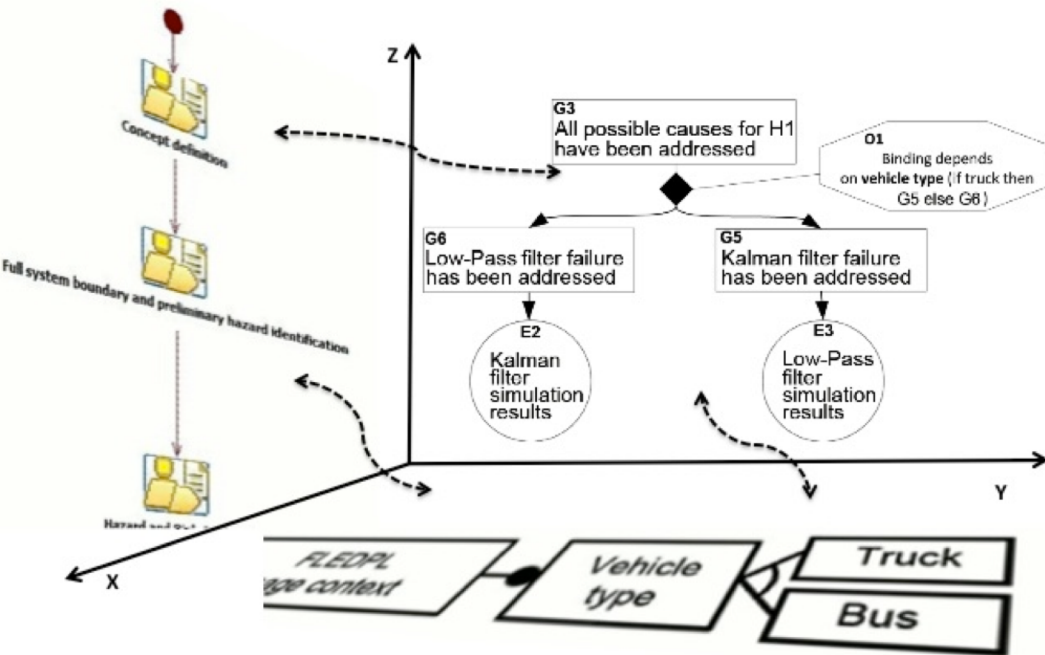 Concept definition
Full system boundary and preliminary hazard identification
Hazard and
Z
G3
All possible causes for H1
have been addressed
O1
Binding depends
on vehicle type (if truck then
G5 else G6)
G6
Low-Pass filter failure
has been addressed
G5
Kalman filter failure
has been addressed
E2
Kalman
filter
simulation
results
E3
Low-Pass
filter
simulation
results
Y
X
FLEDPL
context
Vehicle
type
Truck
Bus